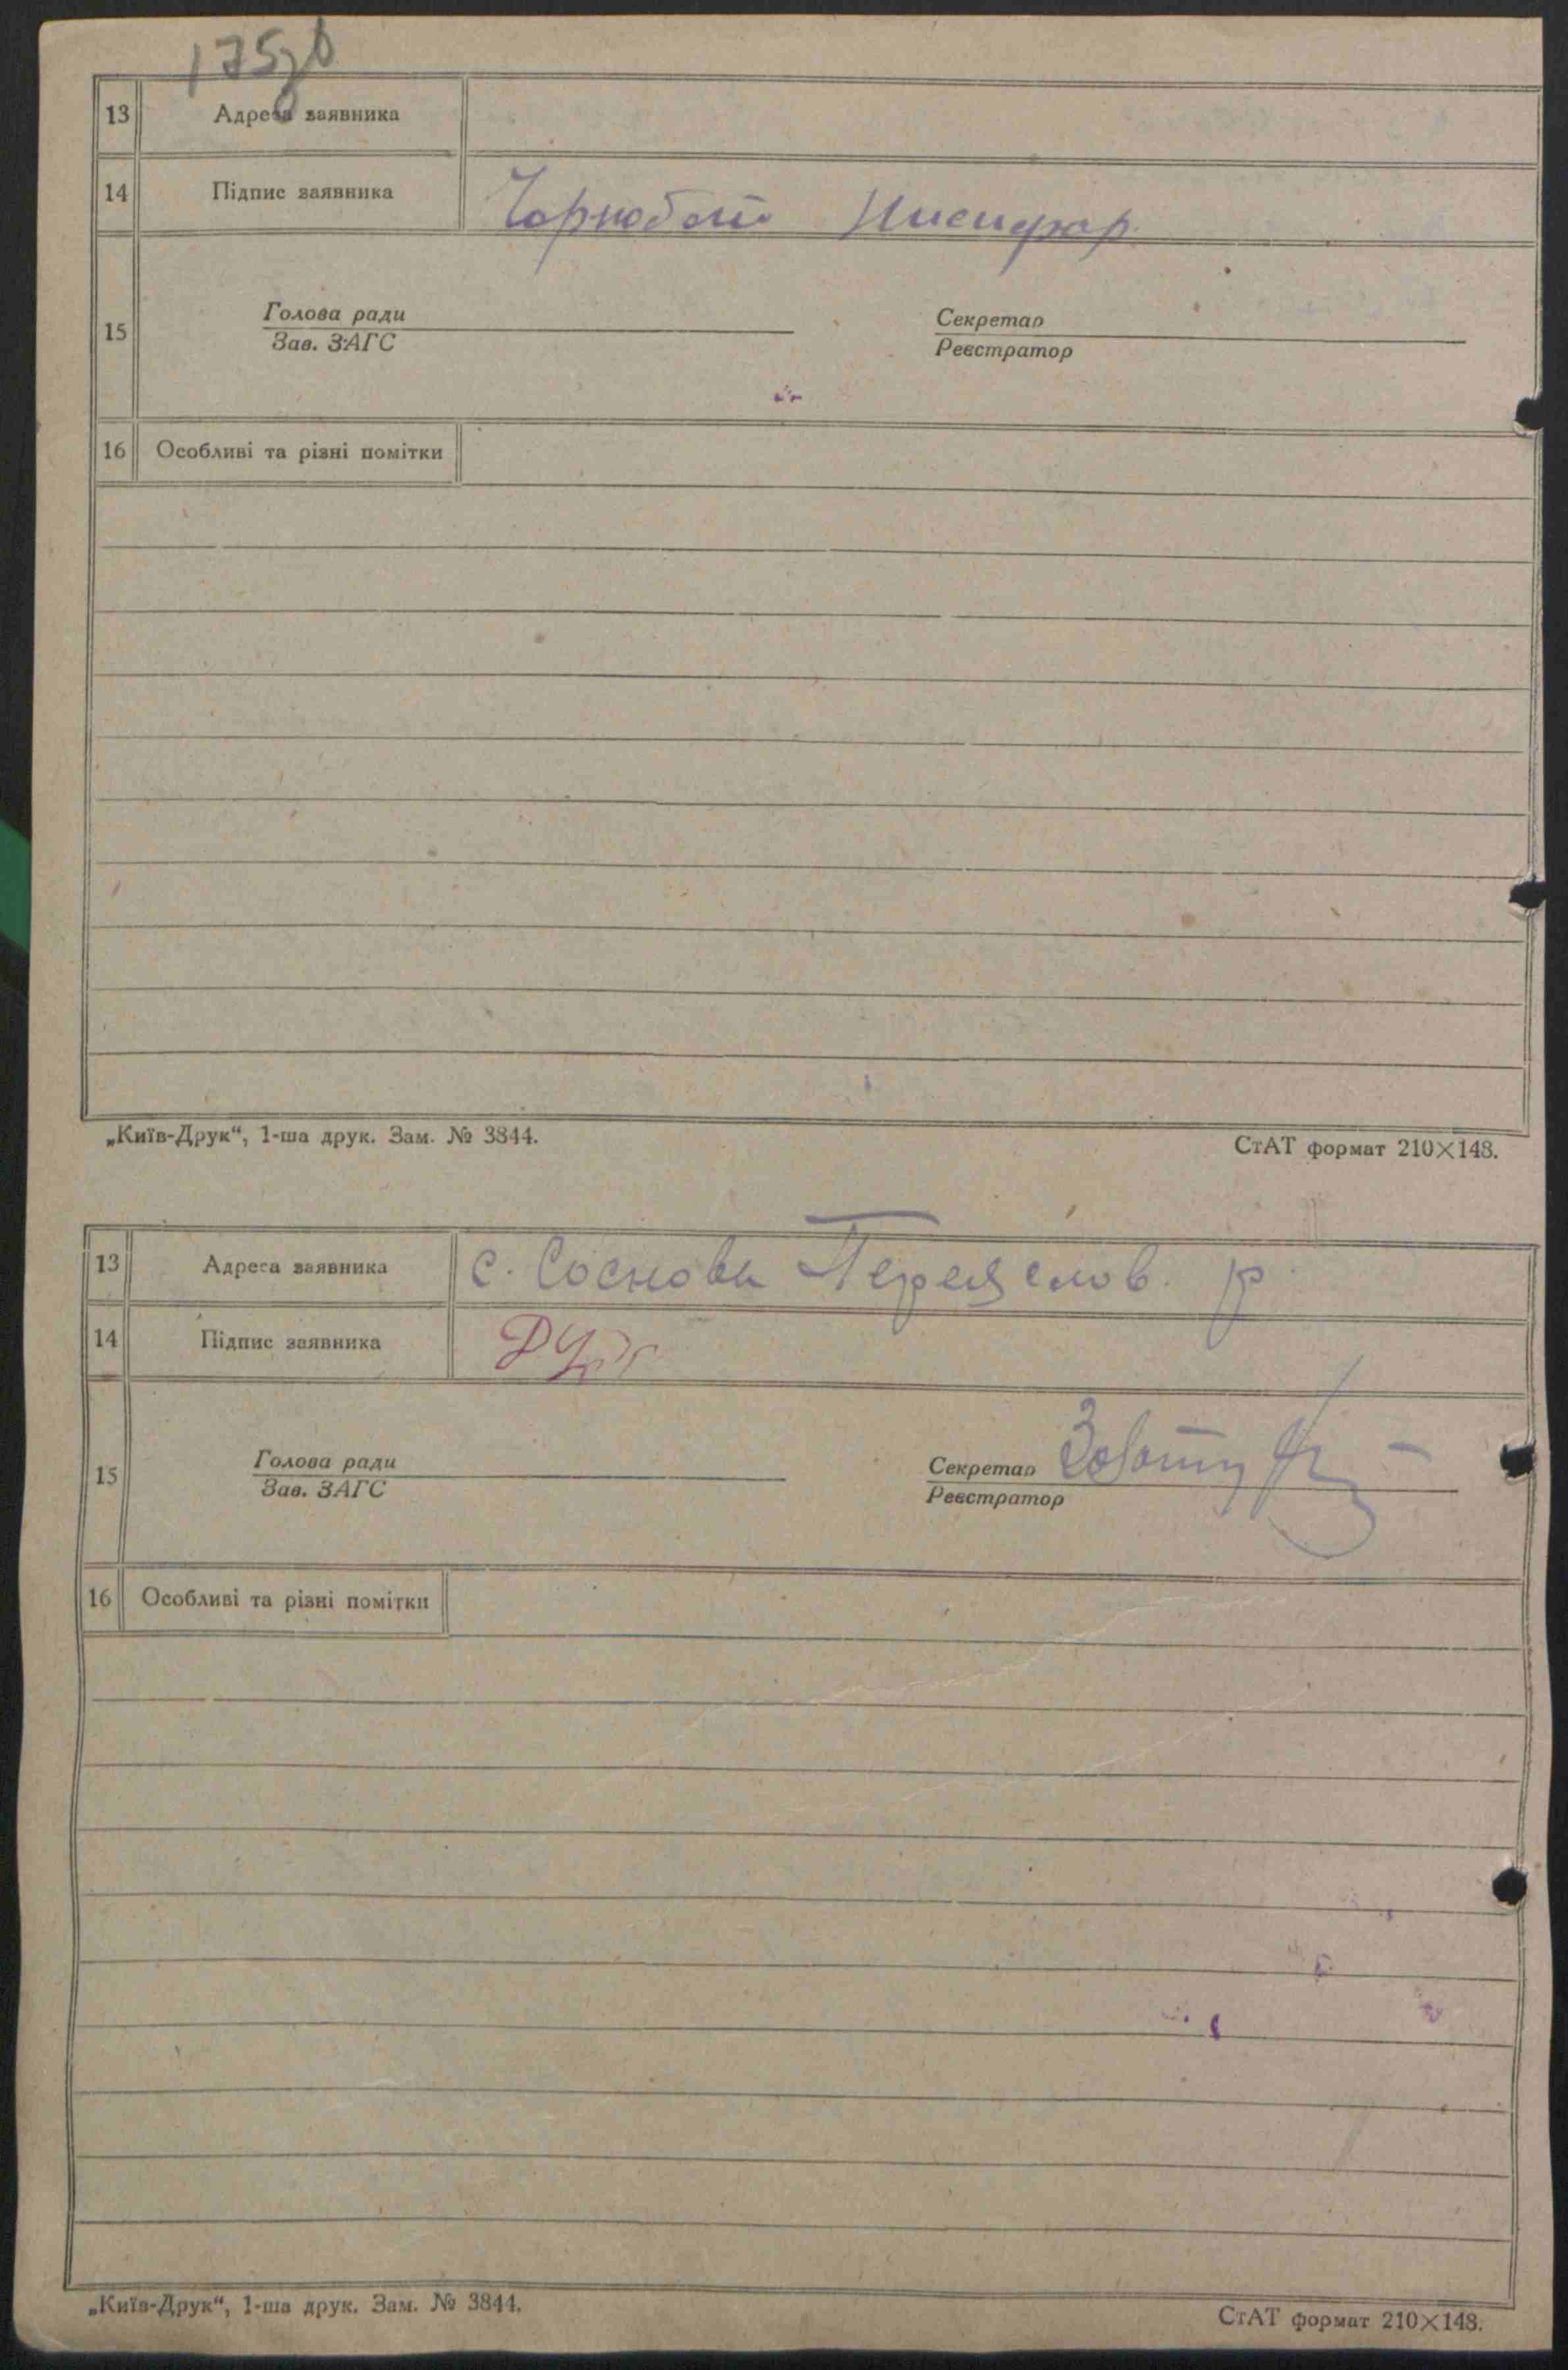 175зв
13 Адреса заявника
14 Підпис заявника Чорнобай Никифор
15 Голова ради Секретар
Зав. ЗАГС Реєстратор
16 Особливі та різні помітки
„Київ-Друк“, 1-ша друк. Зам. № 3844. СтАТ формат 210×148.
13 Адреса заявника с. Соснова Переяслов. р.
14 Підпис заявника
15 Голова ради Секретар
Зав. ЗАГС Реєстратор
16 Особливі та різні помітки
„Київ-Друк“, 1-ша друк. Зам. № 3844. СтАТ формат 210×148.